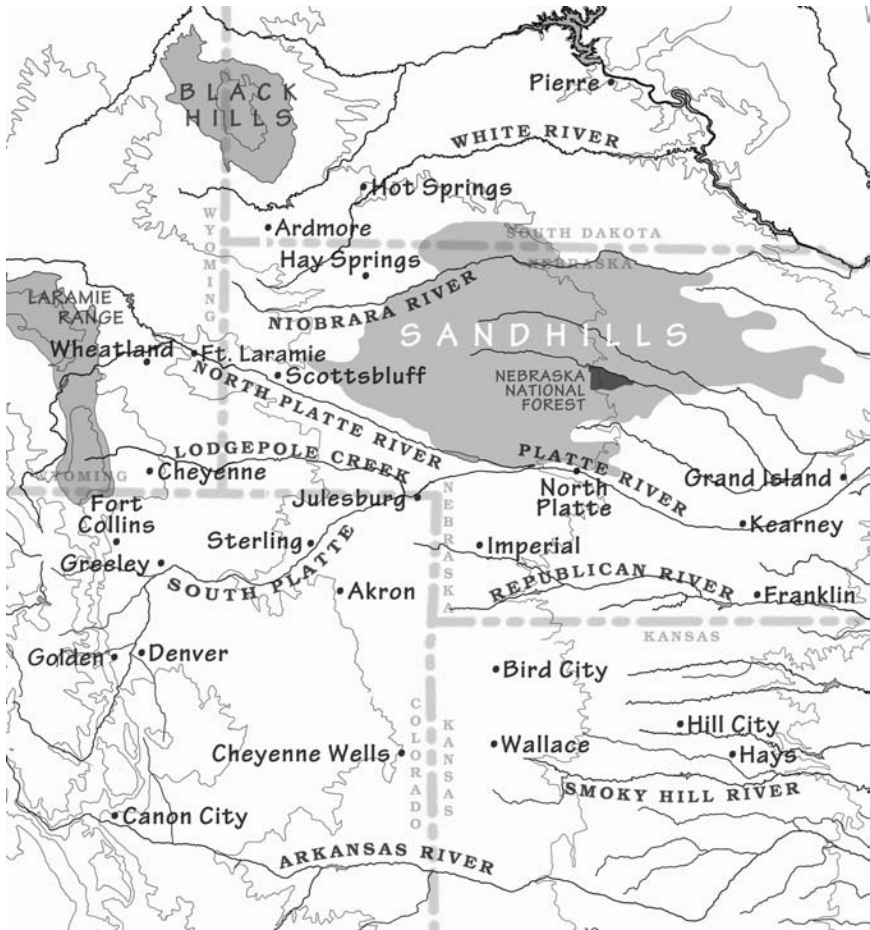 Pierre
BLACK
HILLS
WHITE RIVER
Hot Springs
WYOMING
Ardmore
SOUTH DAKOTA
NEBRASKA
Hay Springs
NIOBRARA RIVER
LARAMIE
RANGE
SANDHILLS
Wheatland
Ft. Laramie
Scottsbluff
NEBRASKA
NATIONAL
FOREST
NORTH PLATTE RIVER
LODGEPOLE CREEK
PLATTE RIVER
WYOMING
Cheyenne
Julesburg
North
Platte
Grand Island
NEBRASKA
Fort
Collins
Kearney
Sterling
Imperial
Greeley
SOUTH PLATTE
Akron
REPUBLICAN RIVER
Franklin
KANSAS
Golden
Denver
Bird City
COLORADO
KANSAS
Hill City
Cheyenne Wells
Wallace
Hays
SMOKY HILL RIVER
Canon City
ARKANSAS RIVER